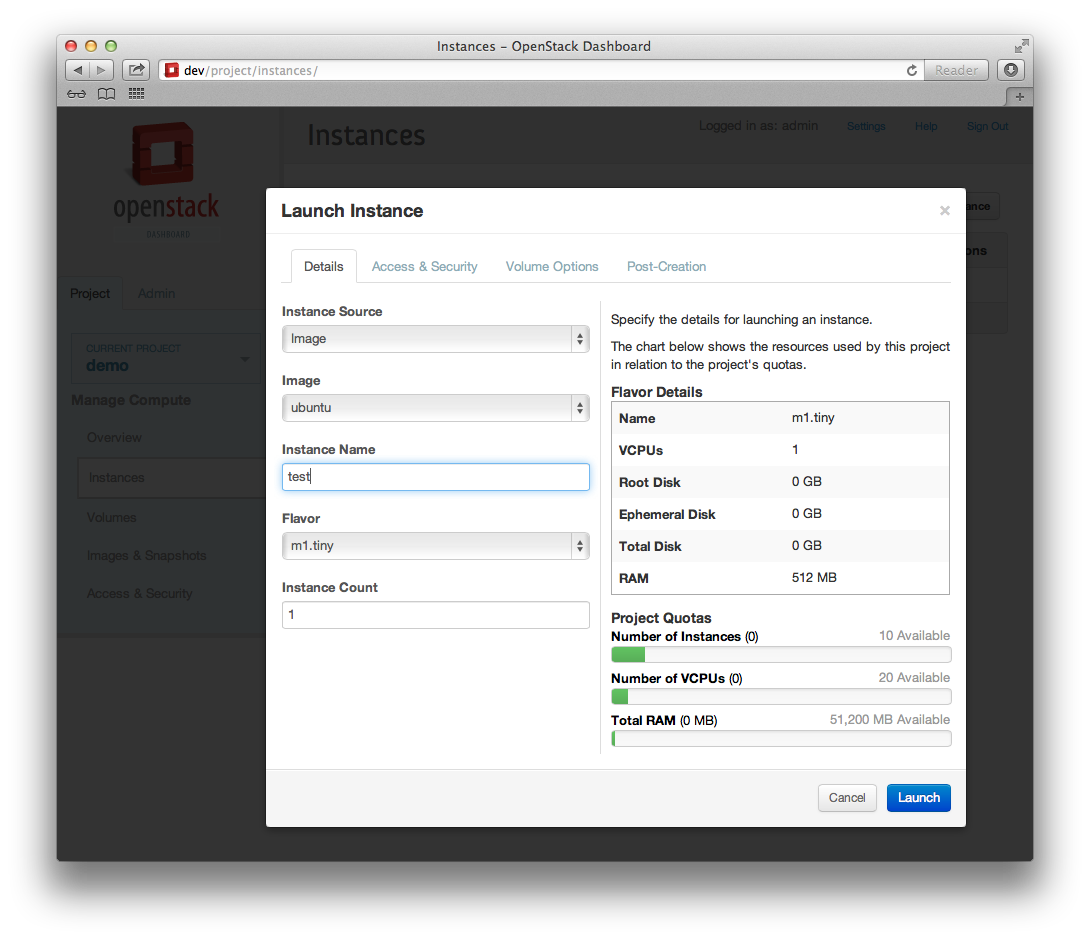 Instances – OpenStack Dashboard
dev/project/instances/
Reader
openstack
DASHBOARD
Instances
Logged in as: admin
Settings
Help
Sign Out
Project
Admin
CURRENT PROJECT
demo
Manage Compute
Overview
Instances
Volumes
Images & Snapshots
Access & Security
Launch Instance
×
Details
Access & Security
Volume Options
Post-Creation
Instance Source
Image
Image
ubuntu
Instance Name
test
Flavor
m1.tiny
Instance Count
1
Specify the details for launching an instance.
The chart below shows the resources used by this project
in relation to the project's quotas.
Flavor Details
Name m1.tiny
VCPUs 1
Root Disk 0 GB
Ephemeral Disk 0 GB
Total Disk 0 GB
RAM 512 MB
Project Quotas
Number of Instances (0) 10 Available
Number of VCPUs (0) 20 Available
Total RAM (0 MB) 51,200 MB Available
Cancel
Launch